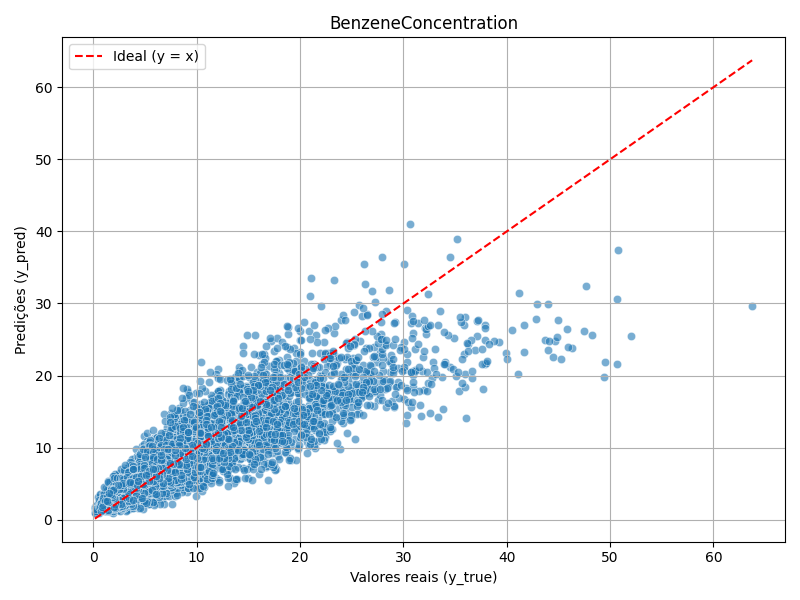 BenzeneConcentration
Ideal (y = x)
60
50
40
30
20
10
0
Predições (y_pred)
0 10 20 30 40 50 60
Valores reais (y_true)